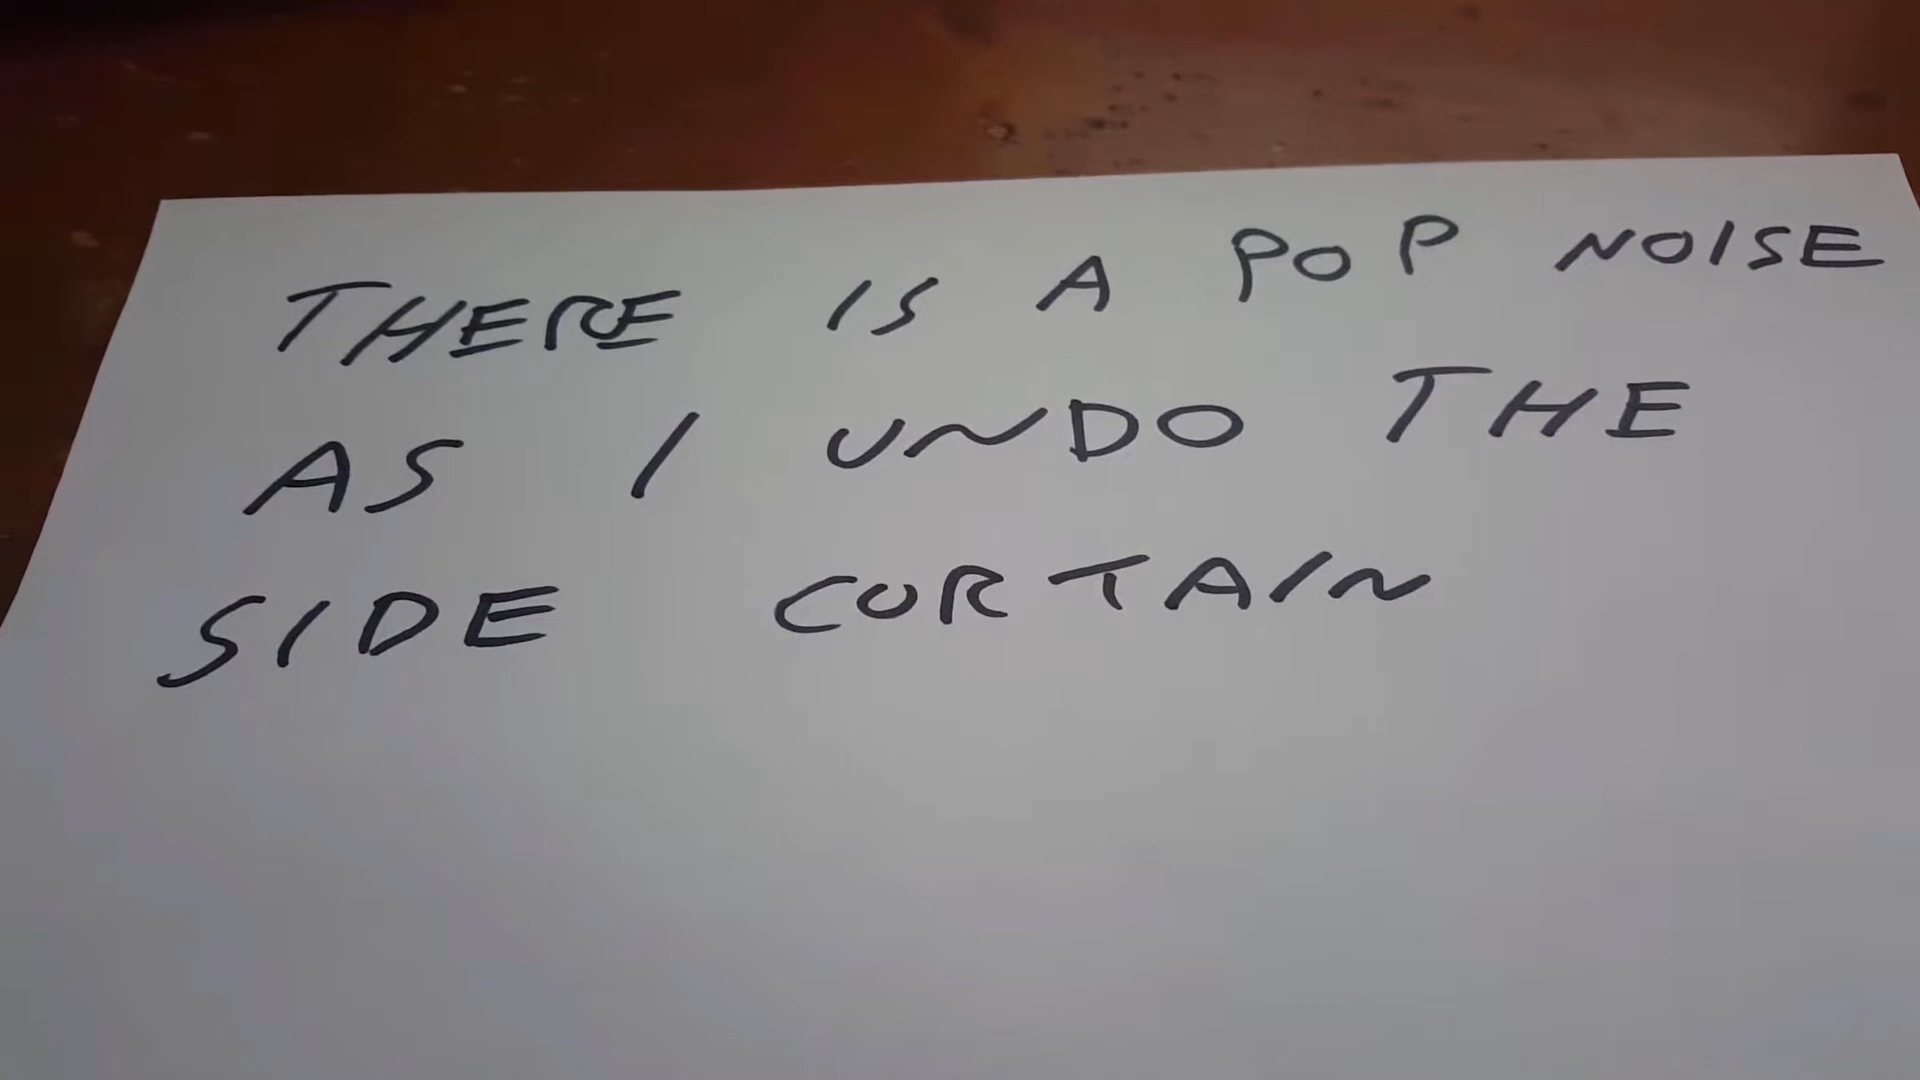 THERE IS A POP NOISE
AS I UNDO THE
SIDE CURTAIN